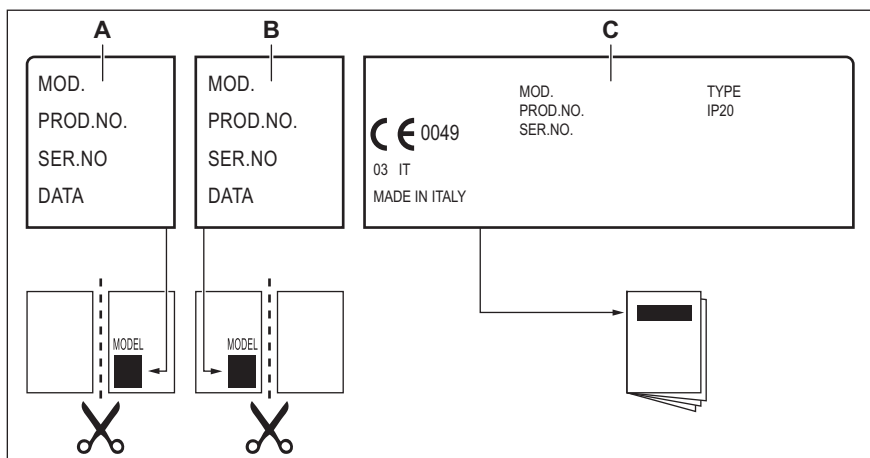 A
B
C
MOD.
PROD.NO.
SER.NO
DATA
MOD.
PROD.NO.
SER.NO
DATA
MOD.
PROD.NO.
SER.NO.
TYPE
IP20
CE 0049
03 IT
MADE IN ITALY
MODEL
MODEL